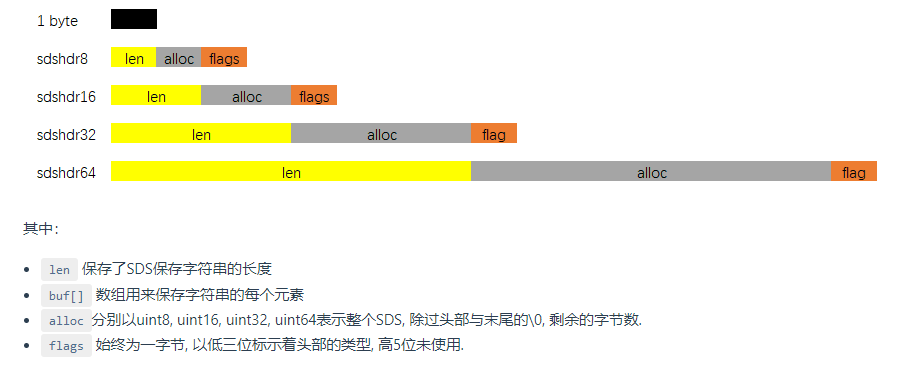 1 byte
sdshdr8 len alloc flags
sdshdr16 len alloc flags
sdshdr32 len alloc flag
sdshdr64 len alloc flag
其中：
len 保存了SDS保存字符串的长度
buf[] 数组用来保存字符串的每个元素
alloc分别以uint8, uint16, uint32, uint64表示整个SDS, 除过头部与末尾的\0, 剩余的字节数.
flags 始终为一字节, 以低三位标示着头部的类型, 高5位未使用.